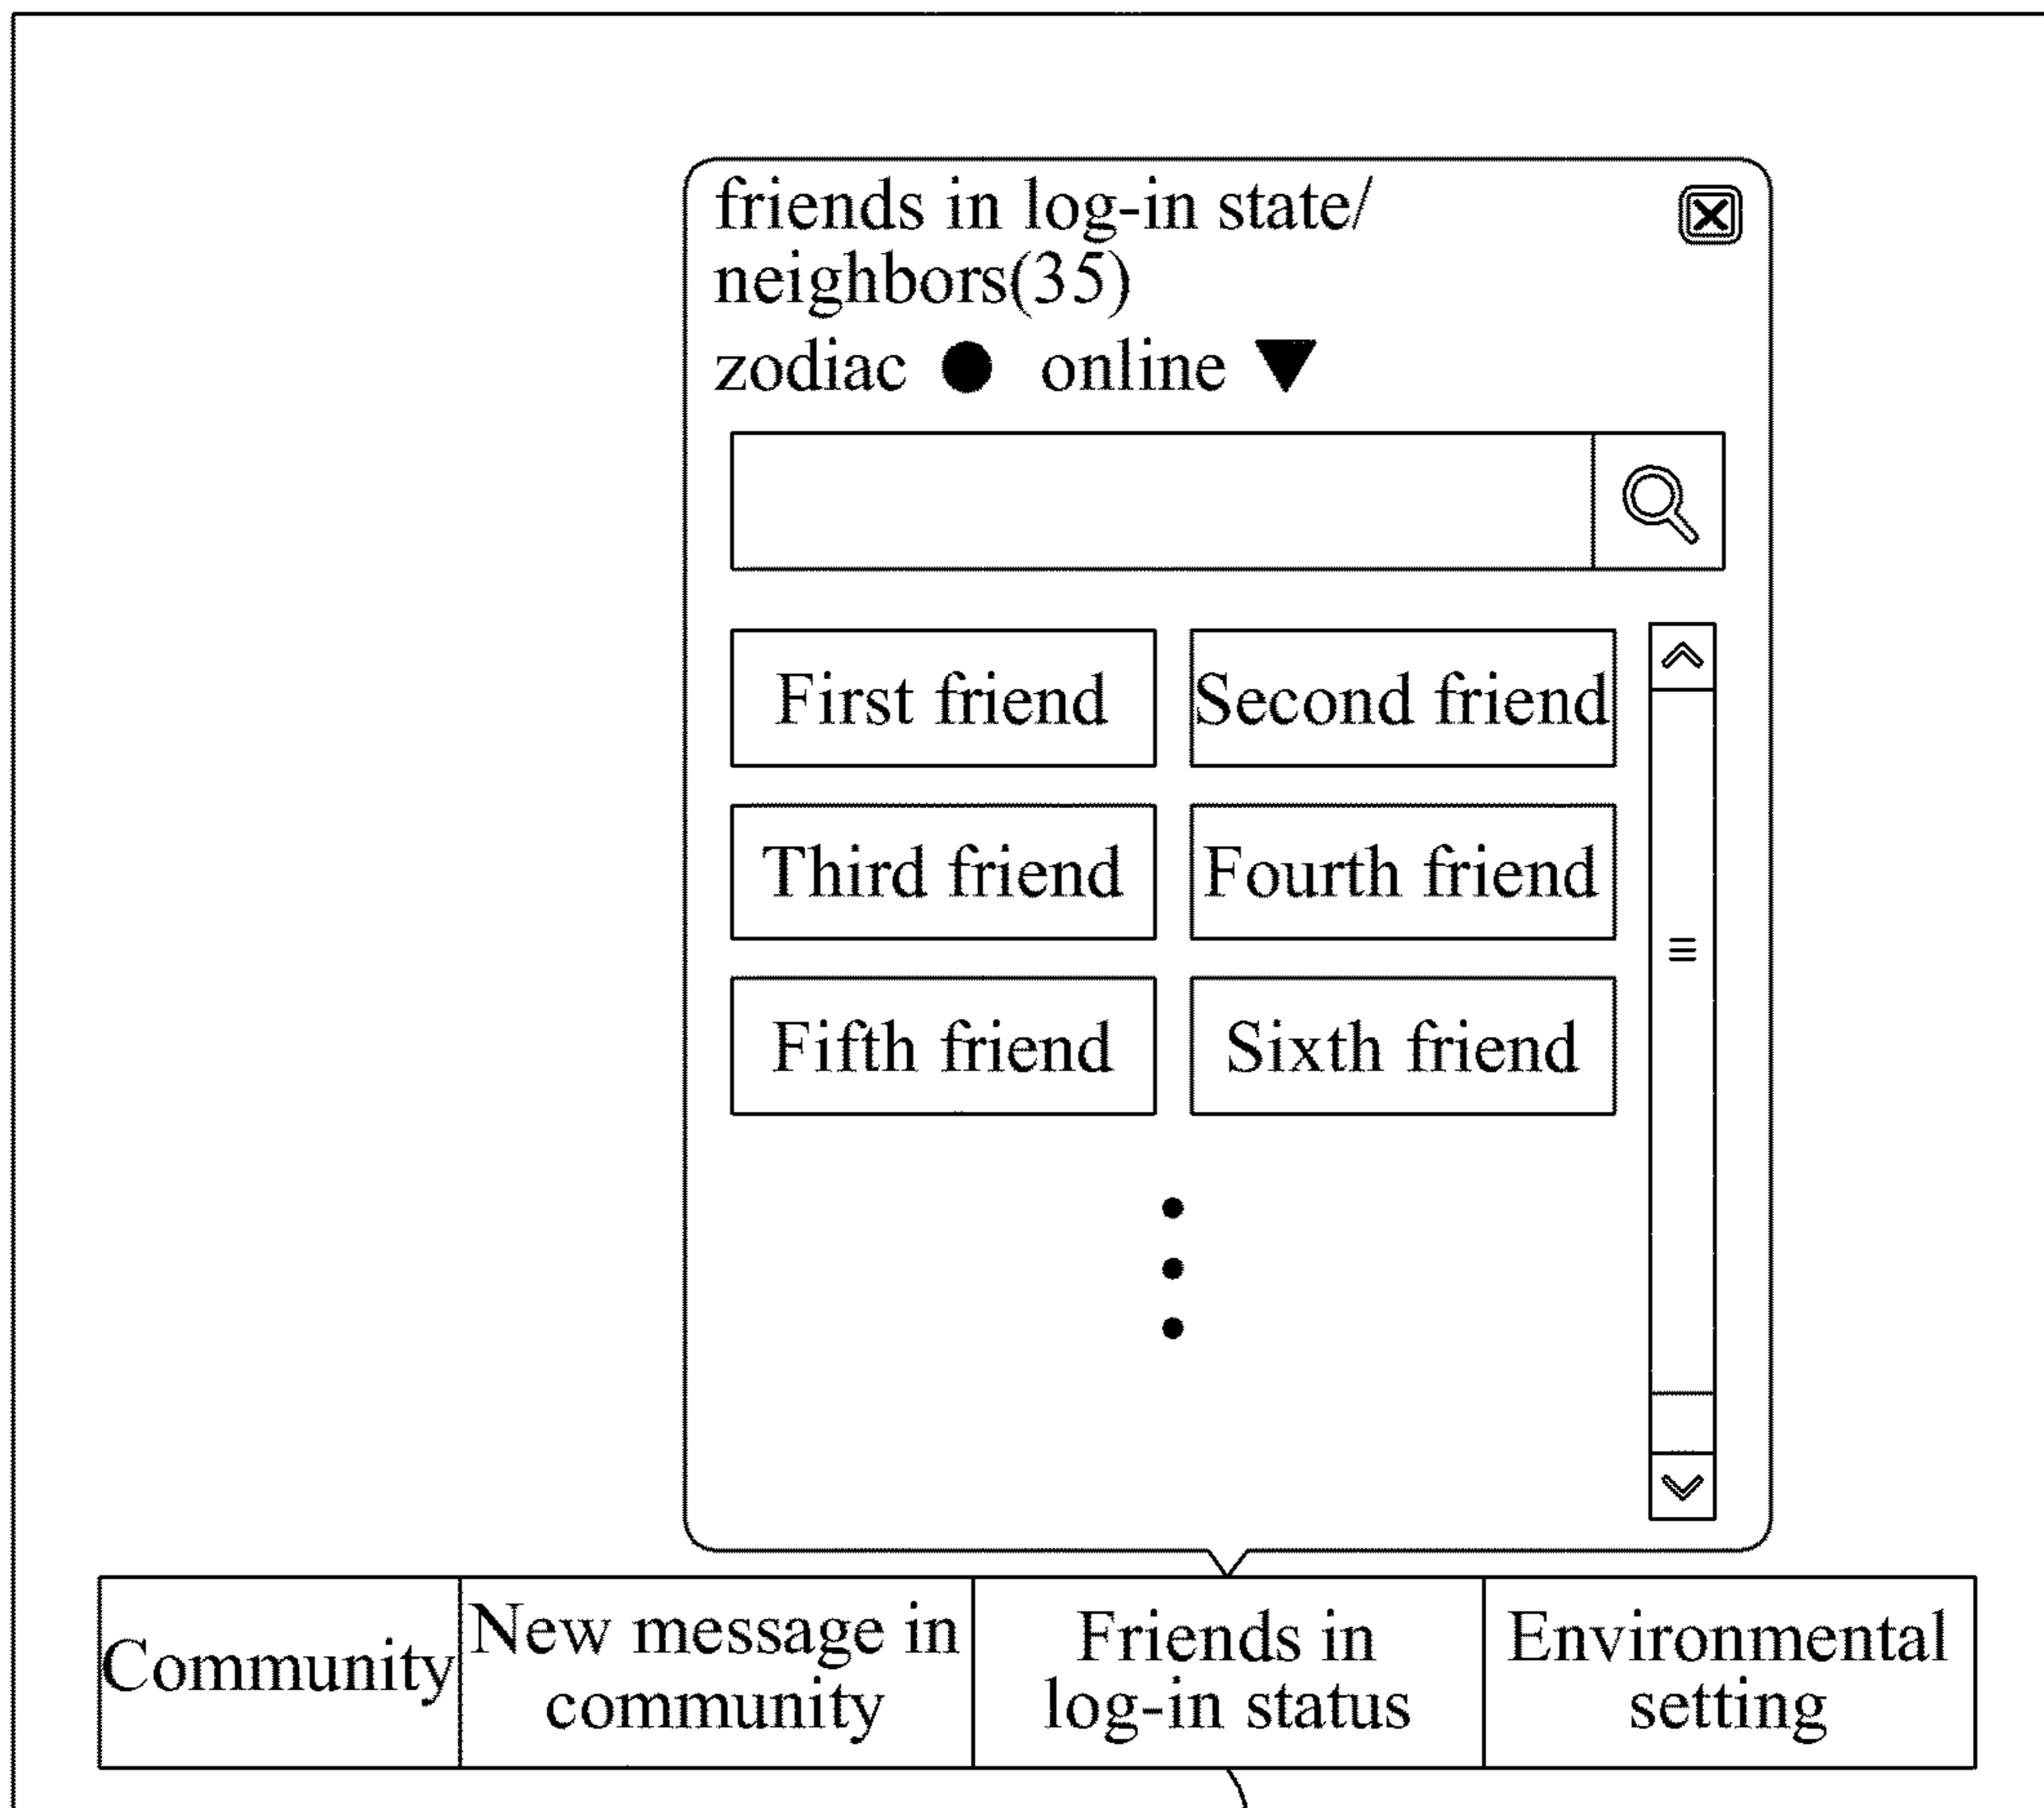 friends in log-in state/
neighbors(35)
zodiac ● online ▼
First friend
Second friend
Third friend
Fourth friend
Fifth friend
Sixth friend
Community
New message in
community
Friends in
log-in status
Environmental
setting